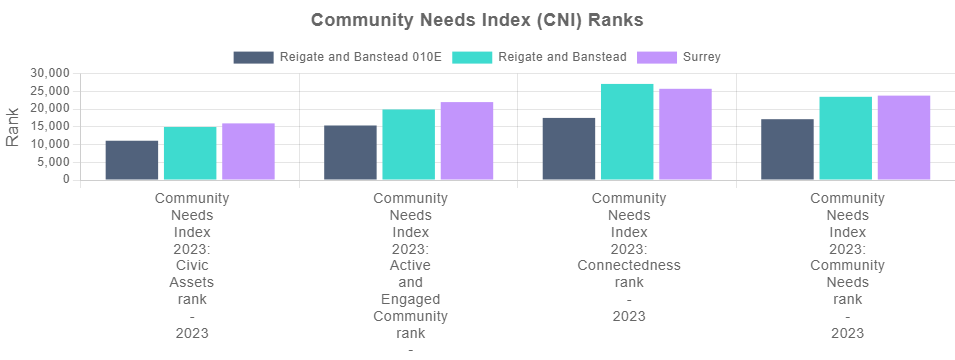 Community Needs Index (CNI) Ranks
Reigate and Banstead 010E
Reigate and Banstead
Surrey
Rank
30,000
25,000
20,000
15,000
10,000
5,000
0
Community
Needs
Index
2023:
Civic
Assets
rank
-
2023
Community
Needs
Index
2023:
Active
and
Engaged
Community
rank
-
Community
Needs
Index
2023:
Connectedness
rank
-
2023
Community
Needs
Index
2023:
Community
Needs
rank
-
2023